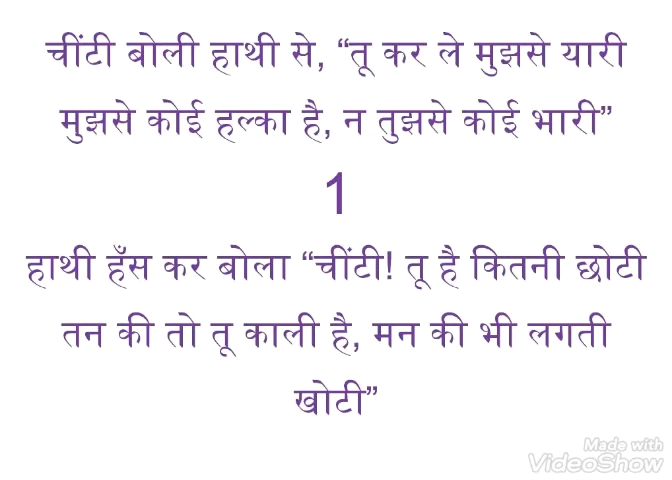 चींटी बोली हाथी से, “तू कर ले मुझसे यारी
मुझसे कोई हल्का है, न तुझसे कोई भारी”
1
हाथी हँस कर बोला “चींटी! तू है कितनी छोटी
तन की तो तू काली है, मन की भी लगती
खोटी”
Made with
VideoShow